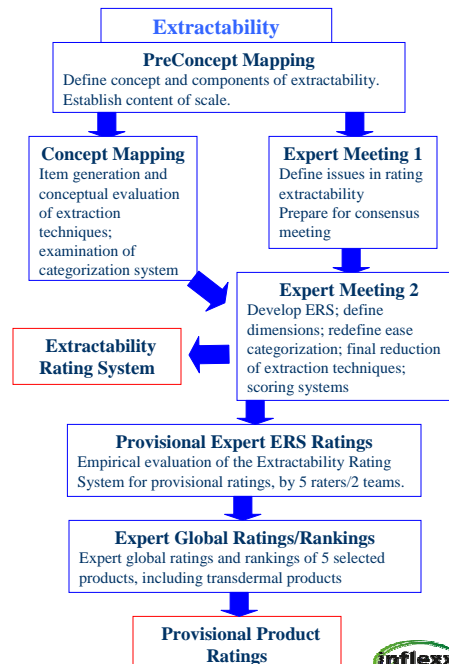 Extractability
PreConcept Mapping
Define concept and components of extractability.
Establish content of scale.
Concept Mapping
Item generation and
conceptual evaluation
of extraction
techniques;
examination of
categorization system
Expert Meeting 1
Define issues in rating
extractability
Prepare for consensus
meeting
Expert Meeting 2
Develop ERS; define
dimensions; redefine ease
categorization; final reduction
of extraction techniques;
scoring systems
Extractability
Rating System
Provisional Expert ERS Ratings
Empirical evaluation of the Extractability Rating
System for provisional ratings, by 5 raters/2 teams.
Expert Global Ratings/Rankings
Expert global ratings and rankings of 5 selected
products, including transdermal products
Provisional Product
Ratings